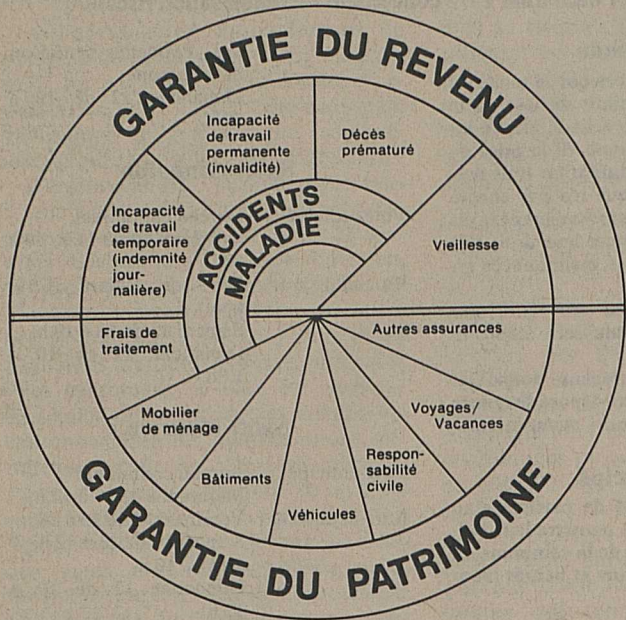 GARANTIE DU REVENU
Incapacité
de travail
permanente
(invalidité)
Décès
prématuré
Incapacité
de travail
temporaire
(indemnité
jour-
nalière)
ACCIDENTS
MALADIE
Vieillesse
Frais de
traitement
Autres assurances
Mobilier
de ménage
Voyages/
Vacances
Bâtiments
Respon-
sabilité
civile
Véhicules
GARANTIE DU PATRIMOINE